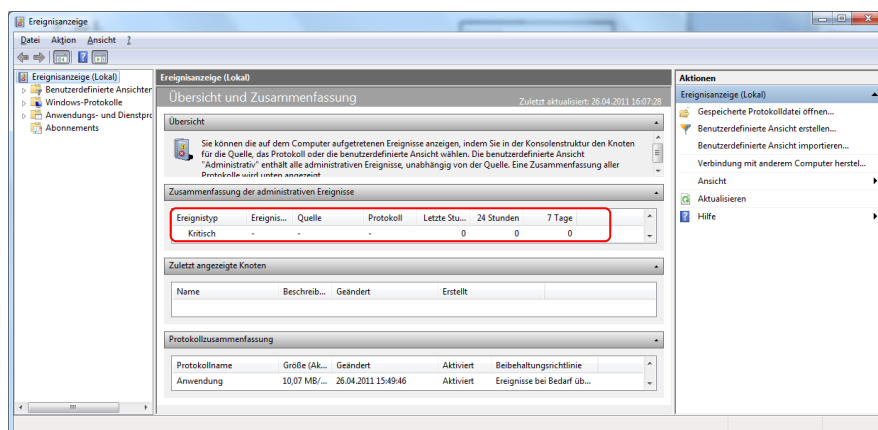 Ereignisanzeige
Datei Aktion Ansicht ?
Ereignisanzeige (Lokal)
Benutzerdefinierte Ansichten
Windows-Protokolle
Anwendungs- und Dienstpro
Abonnements
Ereignisanzeige (Lokal)
Übersicht und Zusammenfassung
Zuletzt aktualisiert: 26.04.2011 16:07:28
Übersicht
Sie können die auf dem Computer aufgetretenen Ereignisse anzeigen, indem Sie in der Konsolenstruktur den Knoten
für die Quelle, das Protokoll oder die benutzerdefinierte Ansicht wählen. Die benutzerdefinierte Ansicht
"Administrativ" enthält alle administrativen Ereignisse, unabhängig von der Quelle. Eine Zusammenfassung aller
Protokolle wird unten angezeigt
Zusammenfassung der administrativen Ereignisse
Ereignistyp Ereignis... Quelle Protokoll Letzte Stu... 24 Stunden 7 Tage
Kritisch - - - 0 0 0
Zuletzt angezeigte Knoten
Name Beschreib... Geändert Erstellt
Protokollzusammenfassung
Protokollname Größe (Ak... Geändert Aktiviert Beibehaltungsrichtlinie
Anwendung 10,07 MB/... 26.04.2011 15:49:46 Aktiviert Ereignisse bei Bedarf üb...
Aktionen
Ereignisanzeige (Lokal)
Gespeicherte Protokolldatei öffnen...
Benutzerdefinierte Ansicht erstellen...
Benutzerdefinierte Ansicht importieren...
Verbindung mit anderem Computer herstel...
Ansicht
Aktualisieren
Hilfe